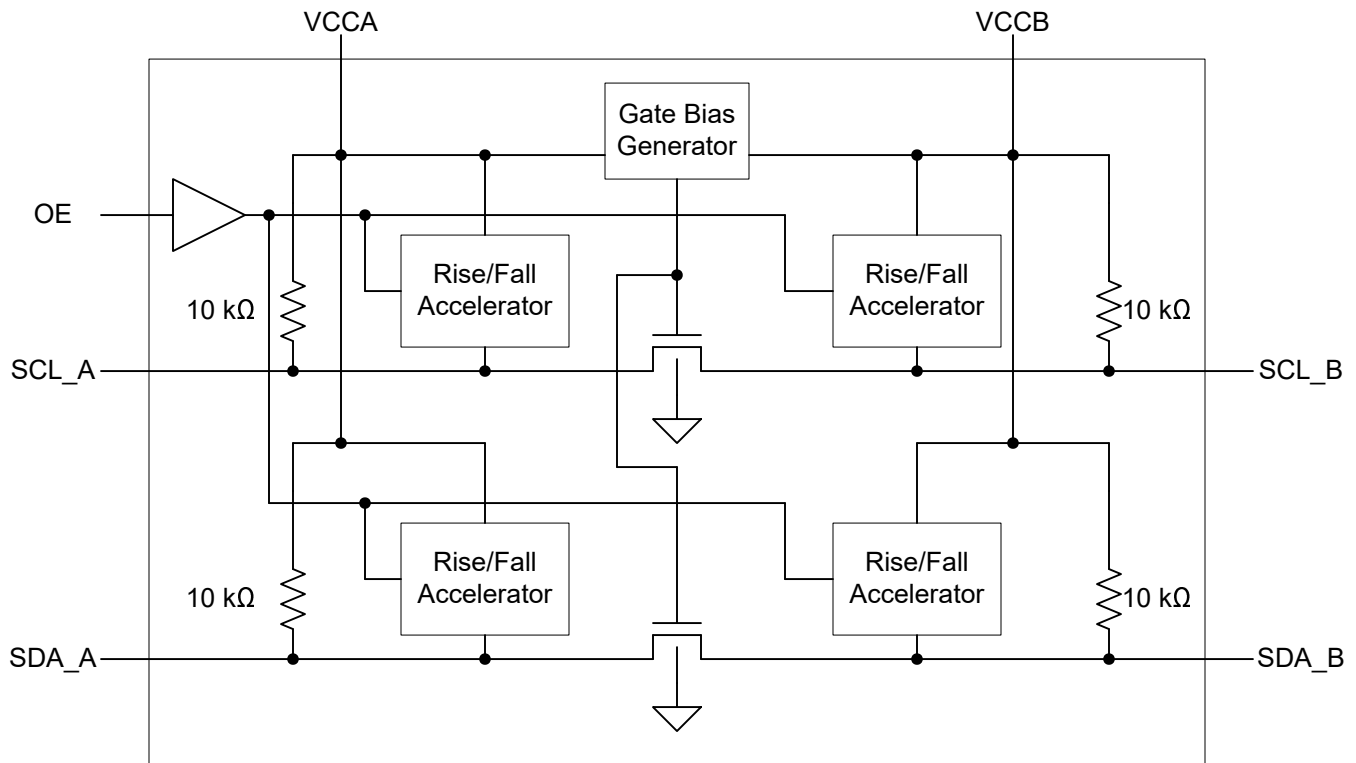 VCCA
VCCB
Gate Bias
Generator
OE
Rise/Fall
Accelerator
Rise/Fall
Accelerator
10 kΩ
10 kΩ
SCL_A
SCL_B
Rise/Fall
Accelerator
Rise/Fall
Accelerator
10 kΩ
10 kΩ
SDA_A
SDA_B